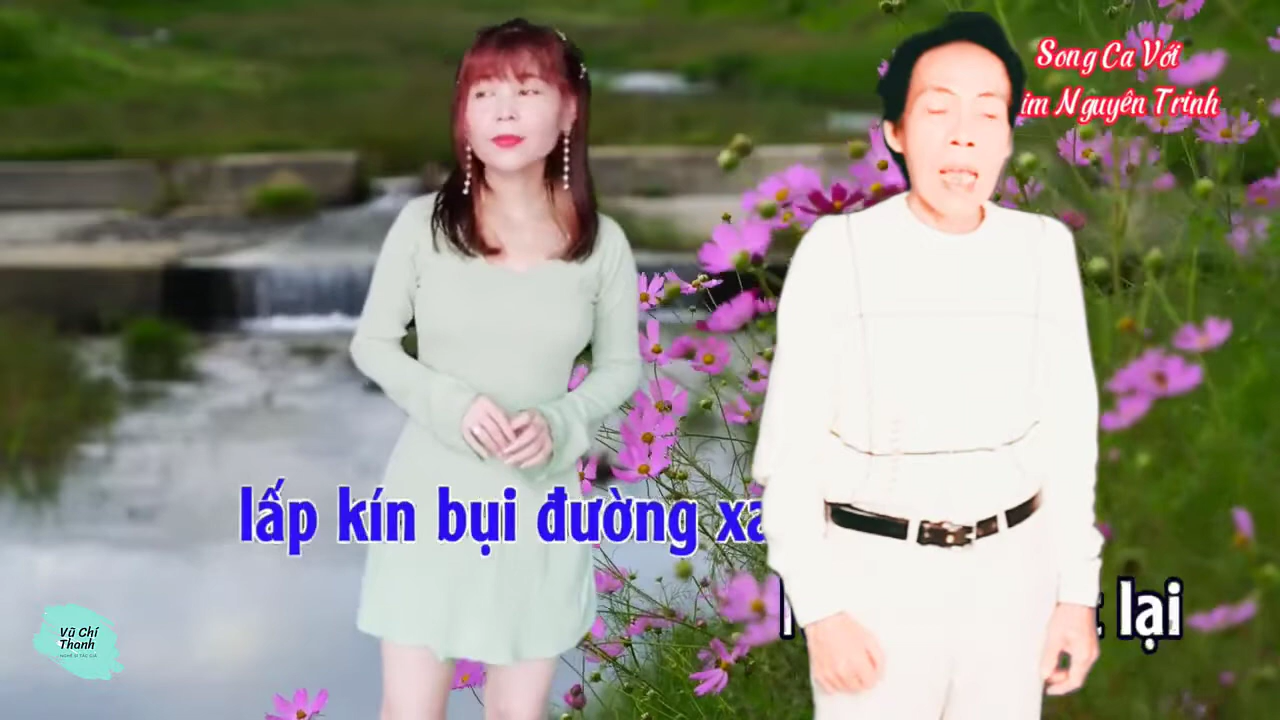 Song Ca Với
im Nguyên Trinh
lấp kín bụi đường xa
lại
Vũ Chí
Thanh